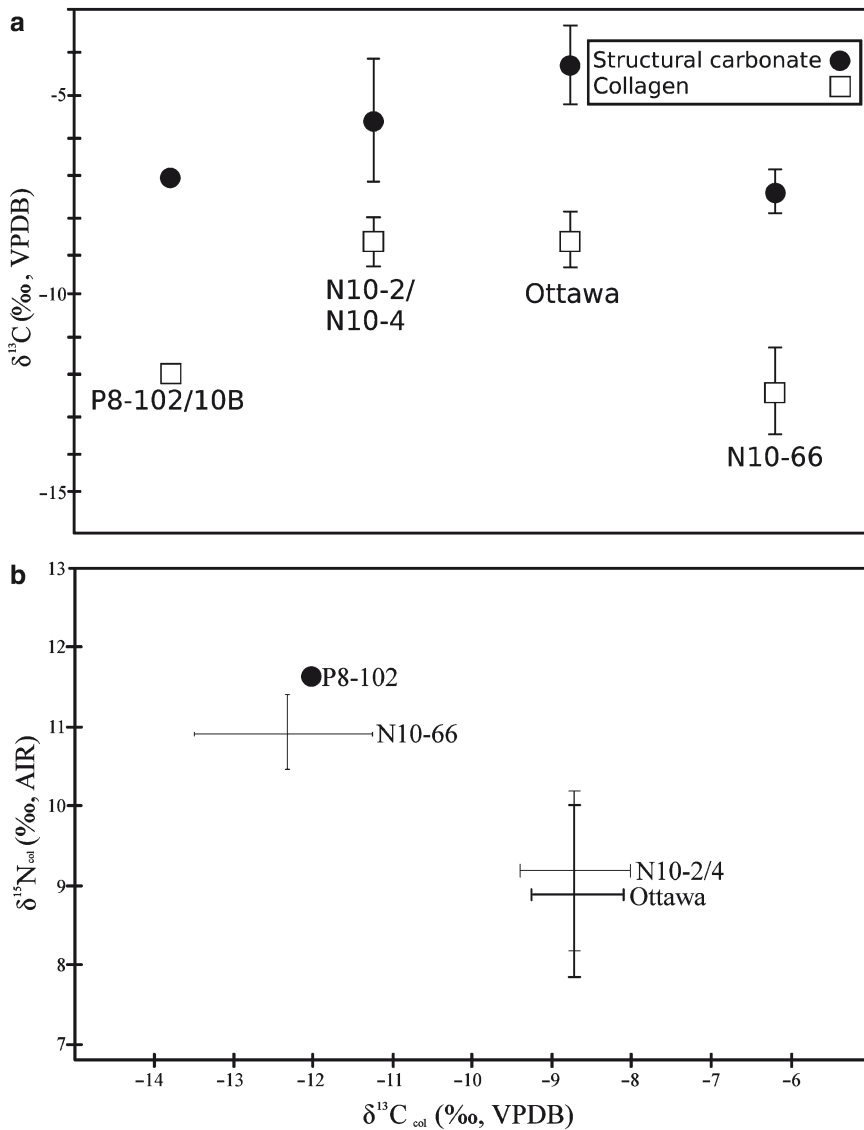 a
Structural carbonate
Collagen
δ¹³C (‰, VPDB)
–5
–10
–15
N10-2/
N10-4
Ottawa
P8-102/10B
N10-66
b
δ¹⁵N col (‰, AIR)
13
12
11
10
9
8
7
P8-102
N10-66
N10-2/4
Ottawa
–14 –13 –12 –11 –10 –9 –8 –7 –6
δ¹³C col (‰, VPDB)